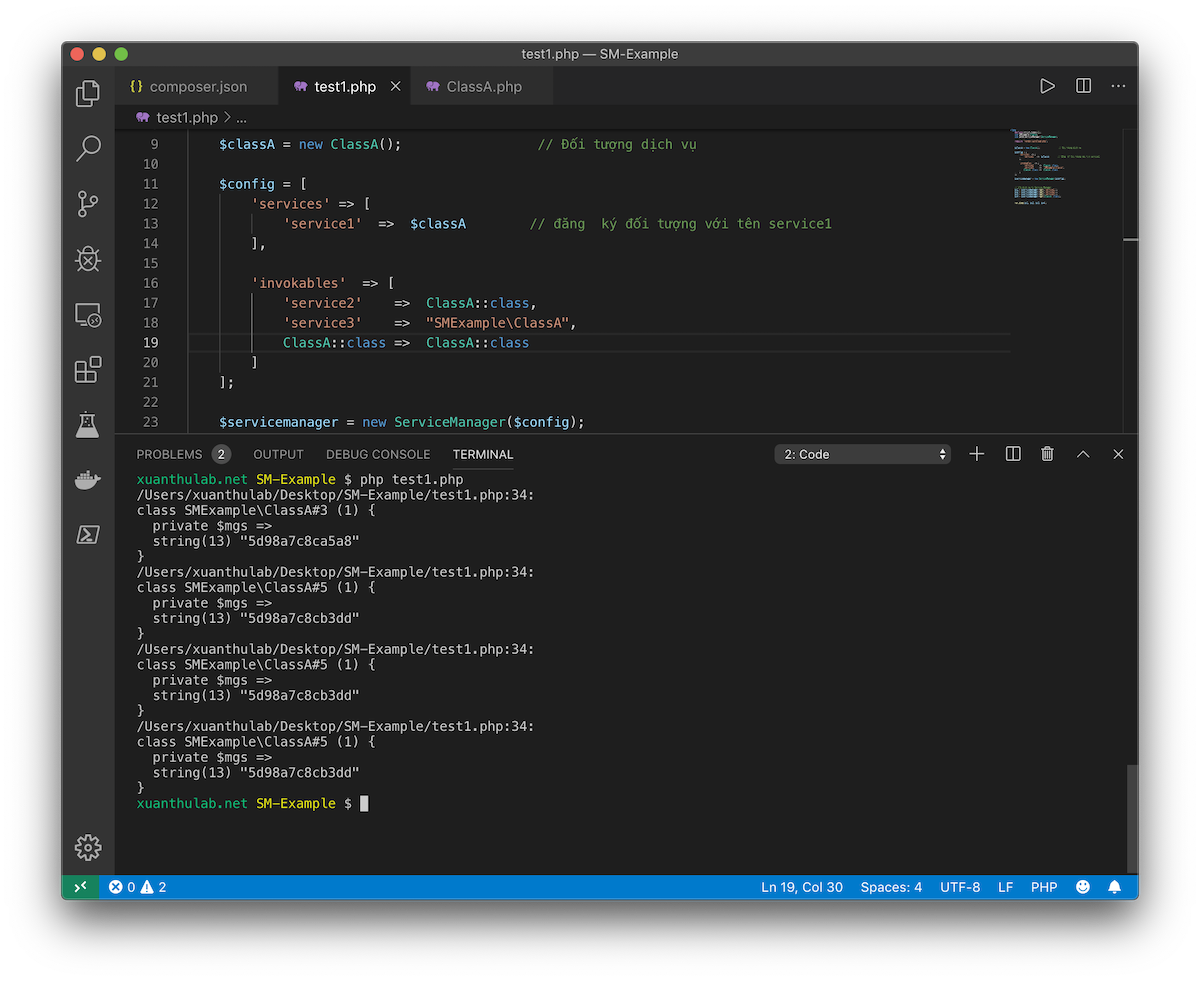 test1.php — SM-Example
{} composer.json test1.php × ClassA.php
test1.php > ...
9 $classA = new ClassA(); // Đối tượng dịch vụ
10
11 $config = [
12 'services' => [
13 'service1' => $classA // đăng ký đối tượng với tên service1
14 ],
15
16 'invokables' => [
17 'service2' => ClassA::class,
18 'service3' => "SMExample\ClassA",
19 ClassA::class => ClassA::class
20 ]
21 ];
22
23 $servicemanager = new ServiceManager($config);
PROBLEMS 2 OUTPUT DEBUG CONSOLE TERMINAL 2: Code
xuanthulab.net SM-Example $ php test1.php
/Users/xuanthulab/Desktop/SM-Example/test1.php:34:
class SMExample\ClassA#3 (1) {
private $mgs =>
string(13) "5d98a7c8ca5a8"
}
/Users/xuanthulab/Desktop/SM-Example/test1.php:34:
class SMExample\ClassA#5 (1) {
private $mgs =>
string(13) "5d98a7c8cb3dd"
}
/Users/xuanthulab/Desktop/SM-Example/test1.php:34:
class SMExample\ClassA#5 (1) {
private $mgs =>
string(13) "5d98a7c8cb3dd"
}
/Users/xuanthulab/Desktop/SM-Example/test1.php:34:
class SMExample\ClassA#5 (1) {
private $mgs =>
string(13) "5d98a7c8cb3dd"
}
xuanthulab.net SM-Example $
0 2 Ln 19, Col 30 Spaces: 4 UTF-8 LF PHP